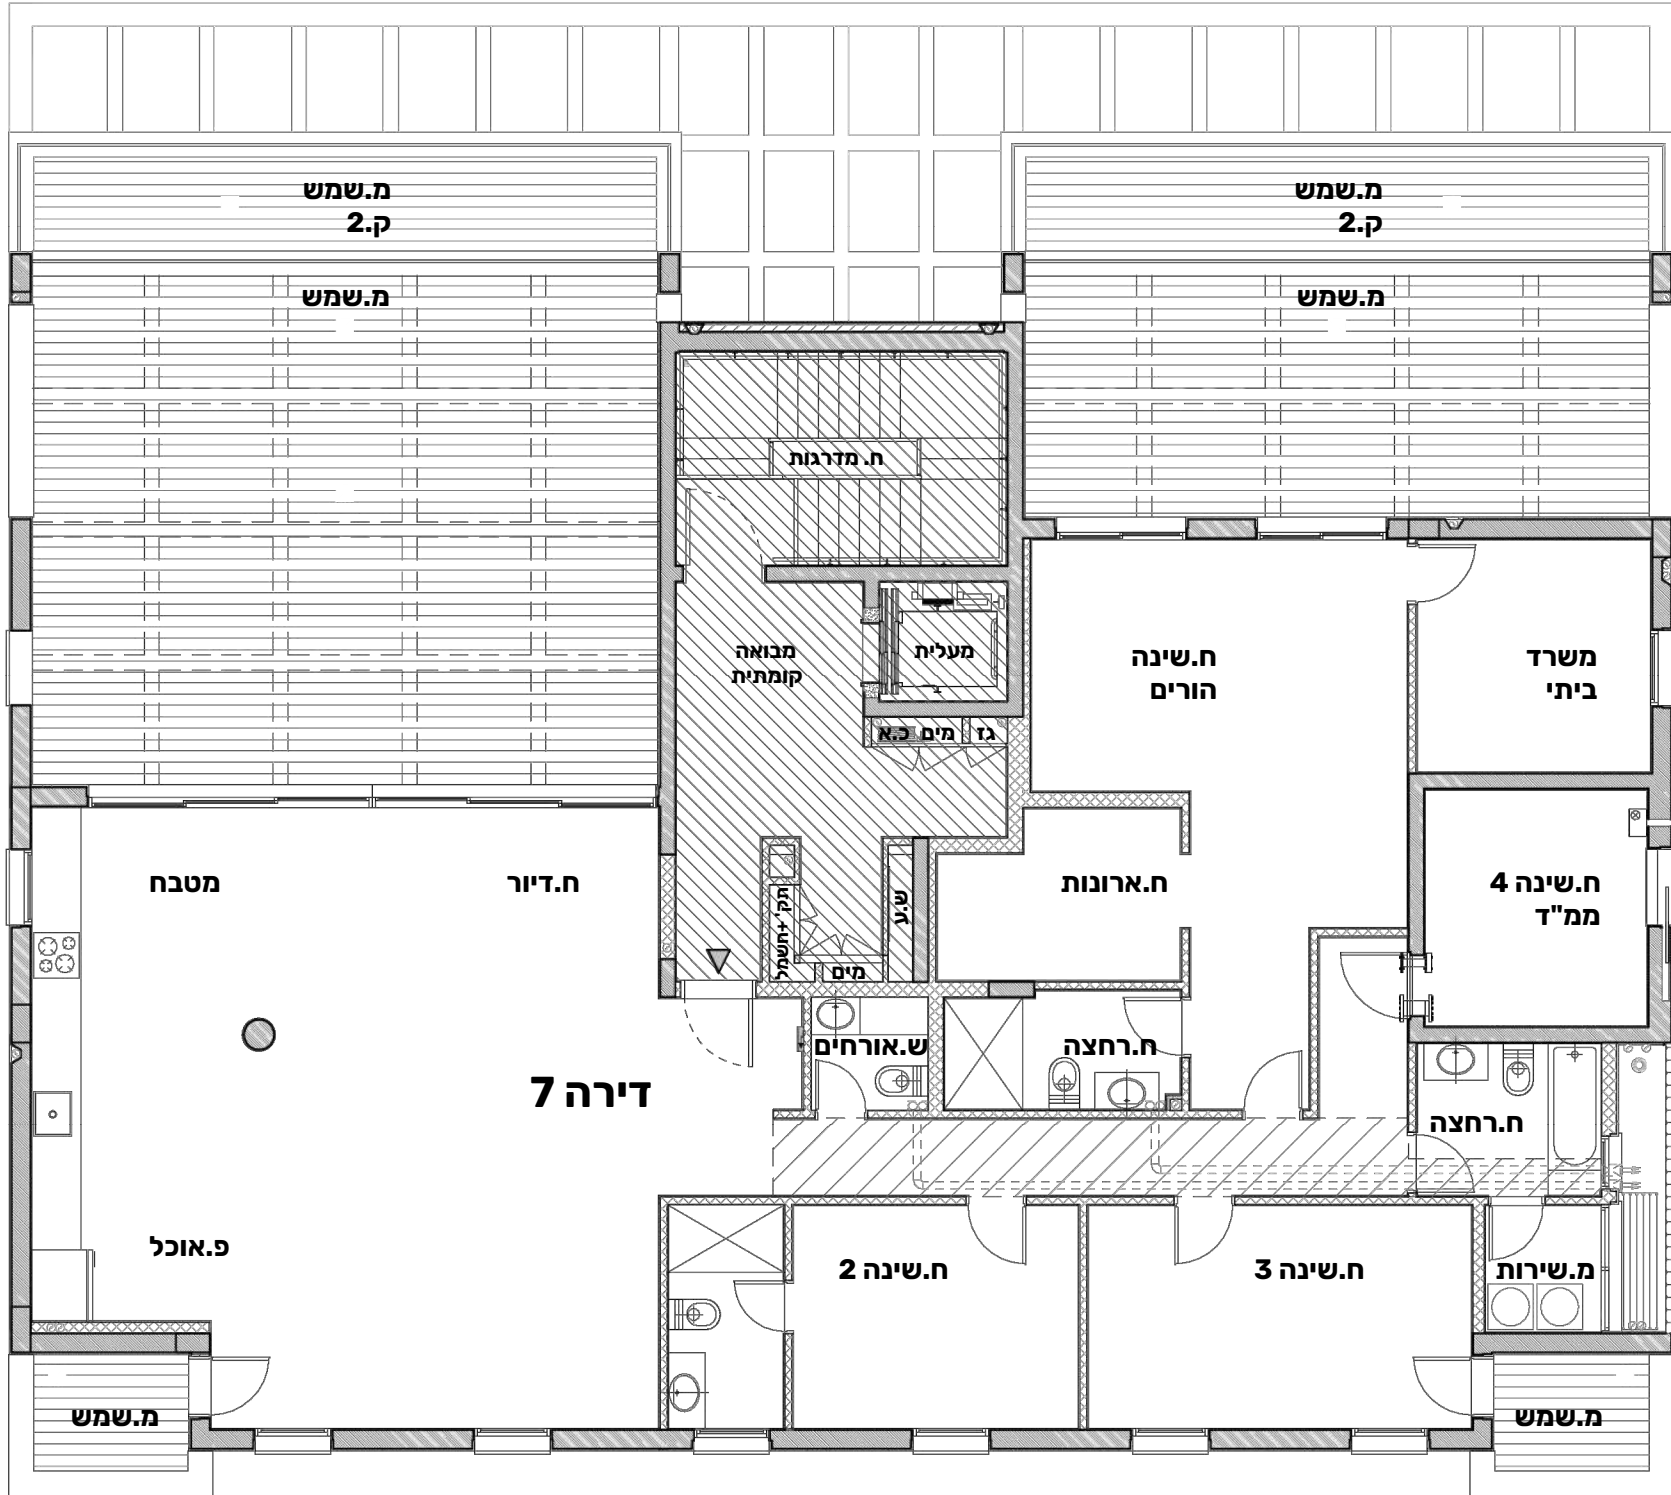 מ.שמש
ק.2
מ.שמש
ק.2
מ.שמש
מ.שמש
ח. מדרגות
מבואה
קומתית
מעלית
ח.שינה
הורים
משרד
ביתי
כ.א
מים
גז
מטבח
ח.דיור
תק' +חשמל
ש.ע
מים
ח.ארונות
ח.שינה 4
ממ"ד
ש.אורחים
ח.רחצה
דירה 7
ח.רחצה
פ.אוכל
ח.שינה 2
ח.שינה 3
מ.שירות
מ.שמש
מ.שמש